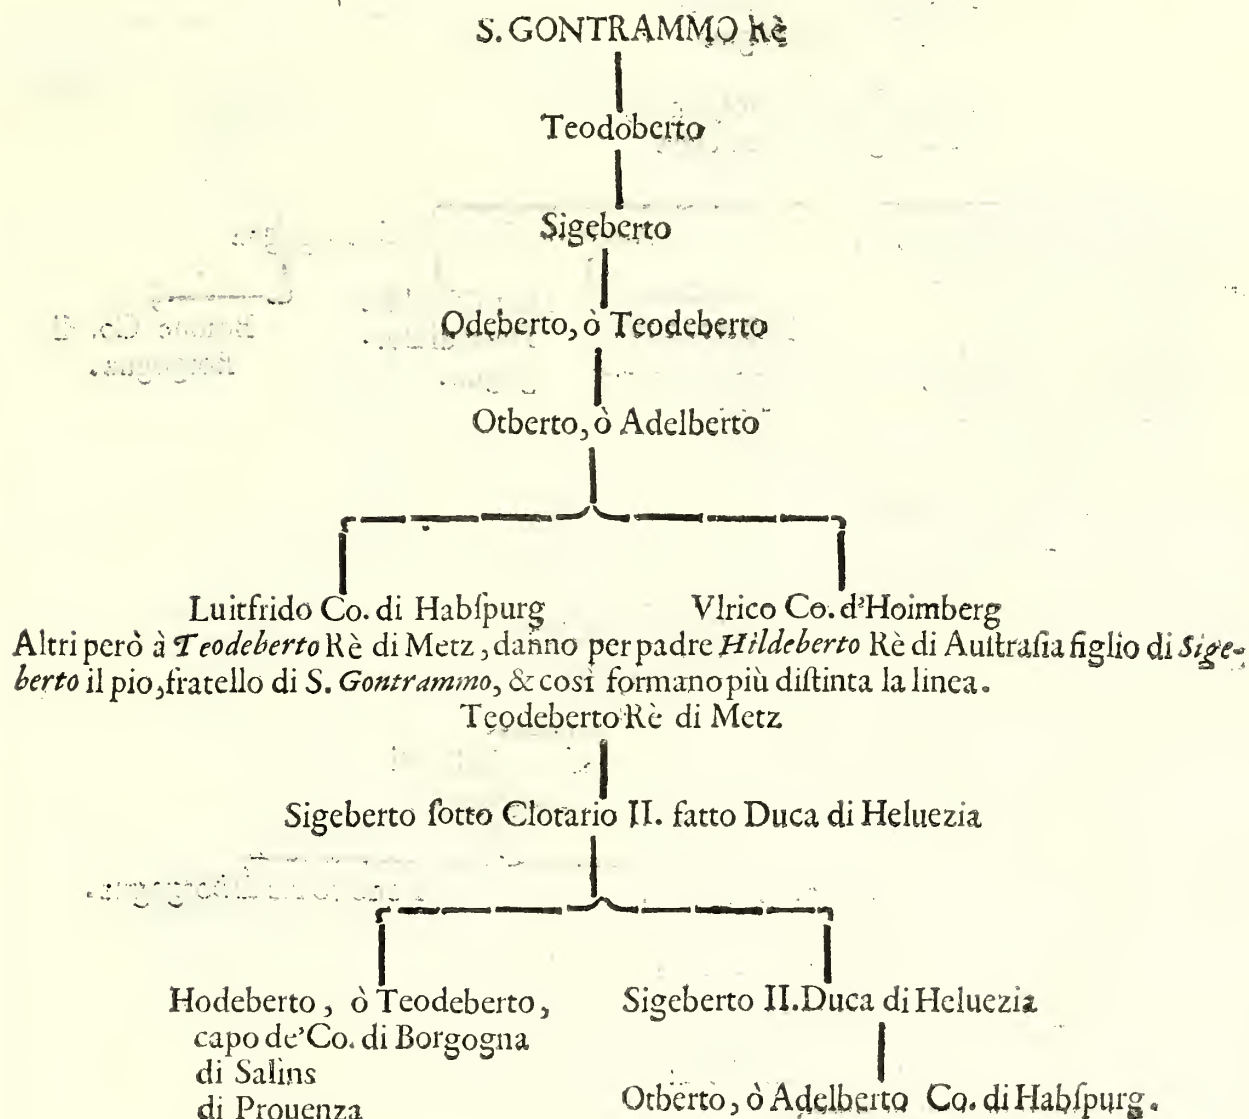 S. GONTRAMMO Rè
Teodoberto
Sigeberto
Odeberto, ò Teodeberto
Otberto, ò Adelberto
Luitfrido Co. di Habſpurg
Vlrico Co. d'Hoimberg
Altri però à Teodeberto Rè di Metz, danno per padre Hildeberto Rè di Auſtraſia figlio di Sige-
berto il pio, fratello di S. Gontrammo, & così formano più diſtinta la linea.
Teodeberto Rè di Metz
Sigeberto ſotto Clotario II. fatto Duca di Heluezia
Hodeberto, ò Teodeberto,
capo de' Co. di Borgogna
di Salins
di Prouenza
Sigeberto II. Duca di Heluezia
Otberto, ò Adelberto Co. di Habſpurg.